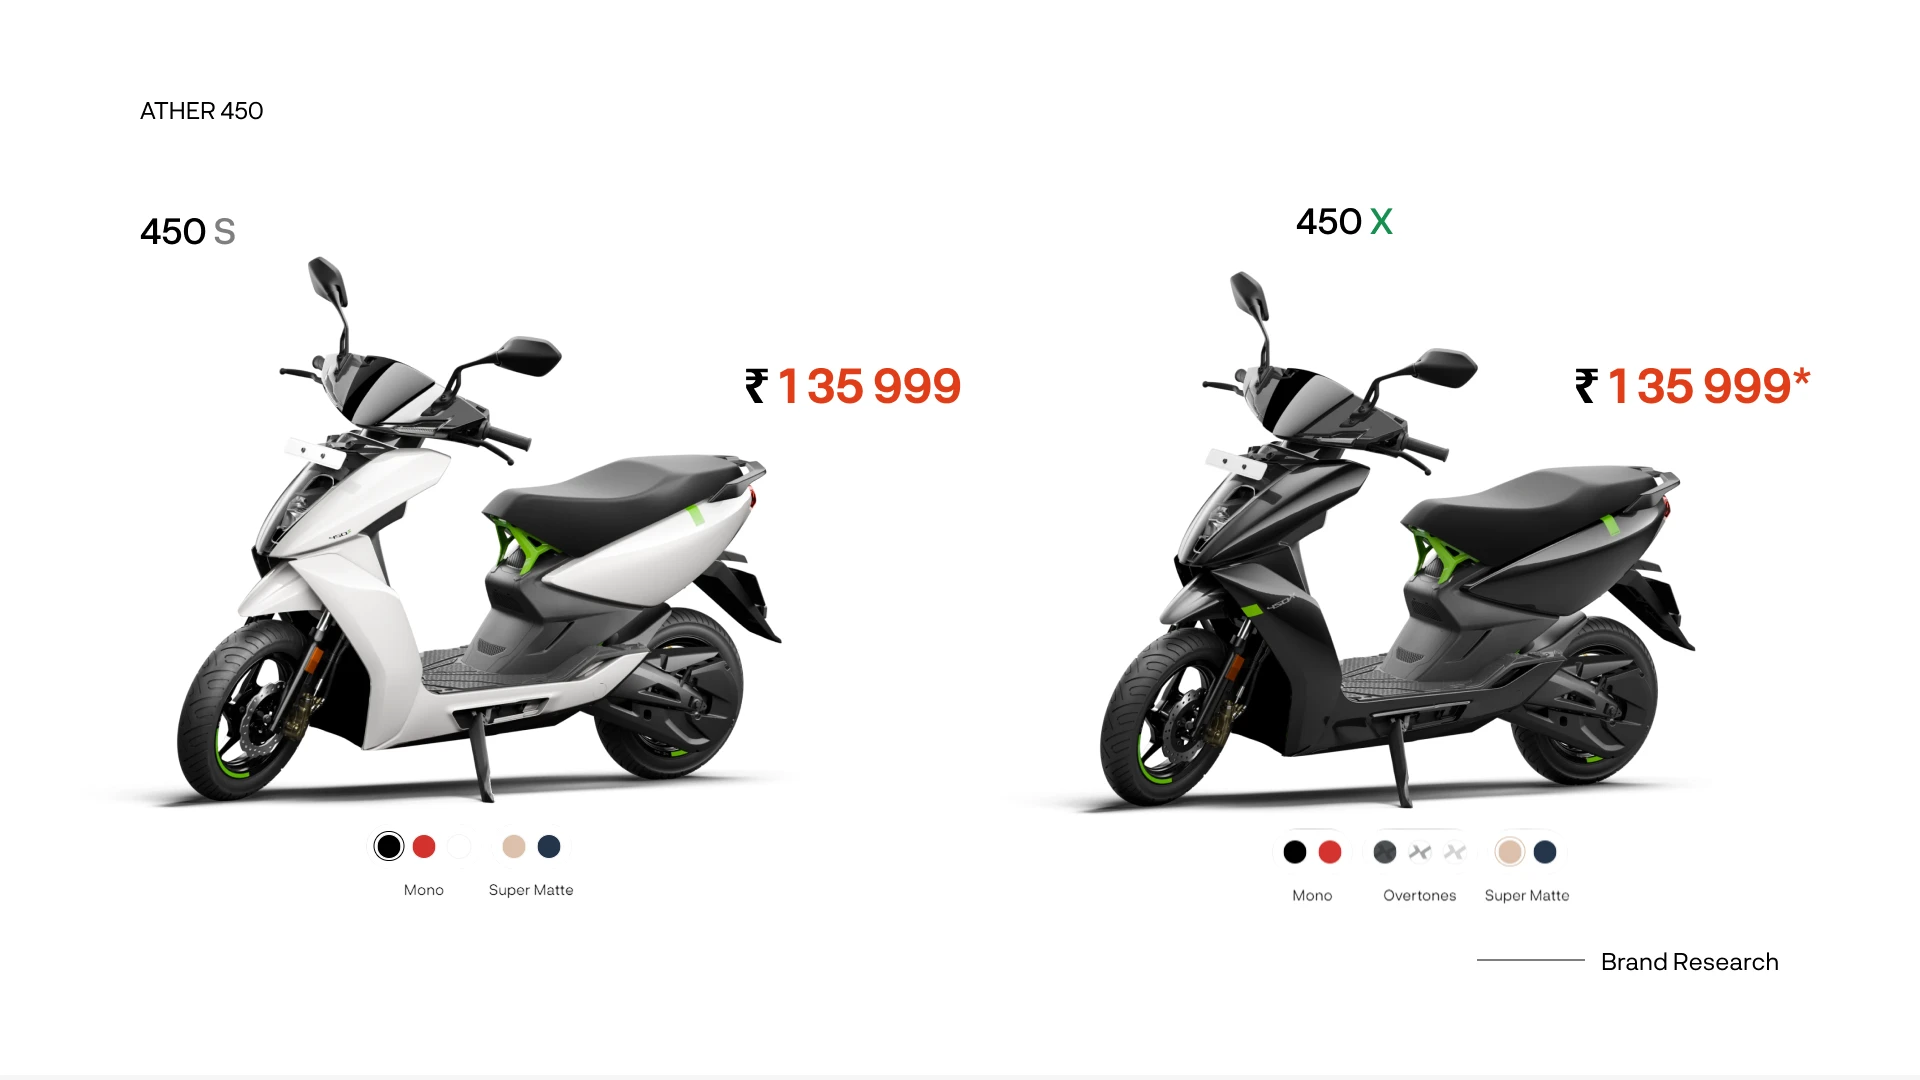 ATHER 450
450 S
450 X
₹ 1 35 999
₹ 1 35 999*
Mono
Super Matte
Mono
Overtones
Super Matte
Brand Research